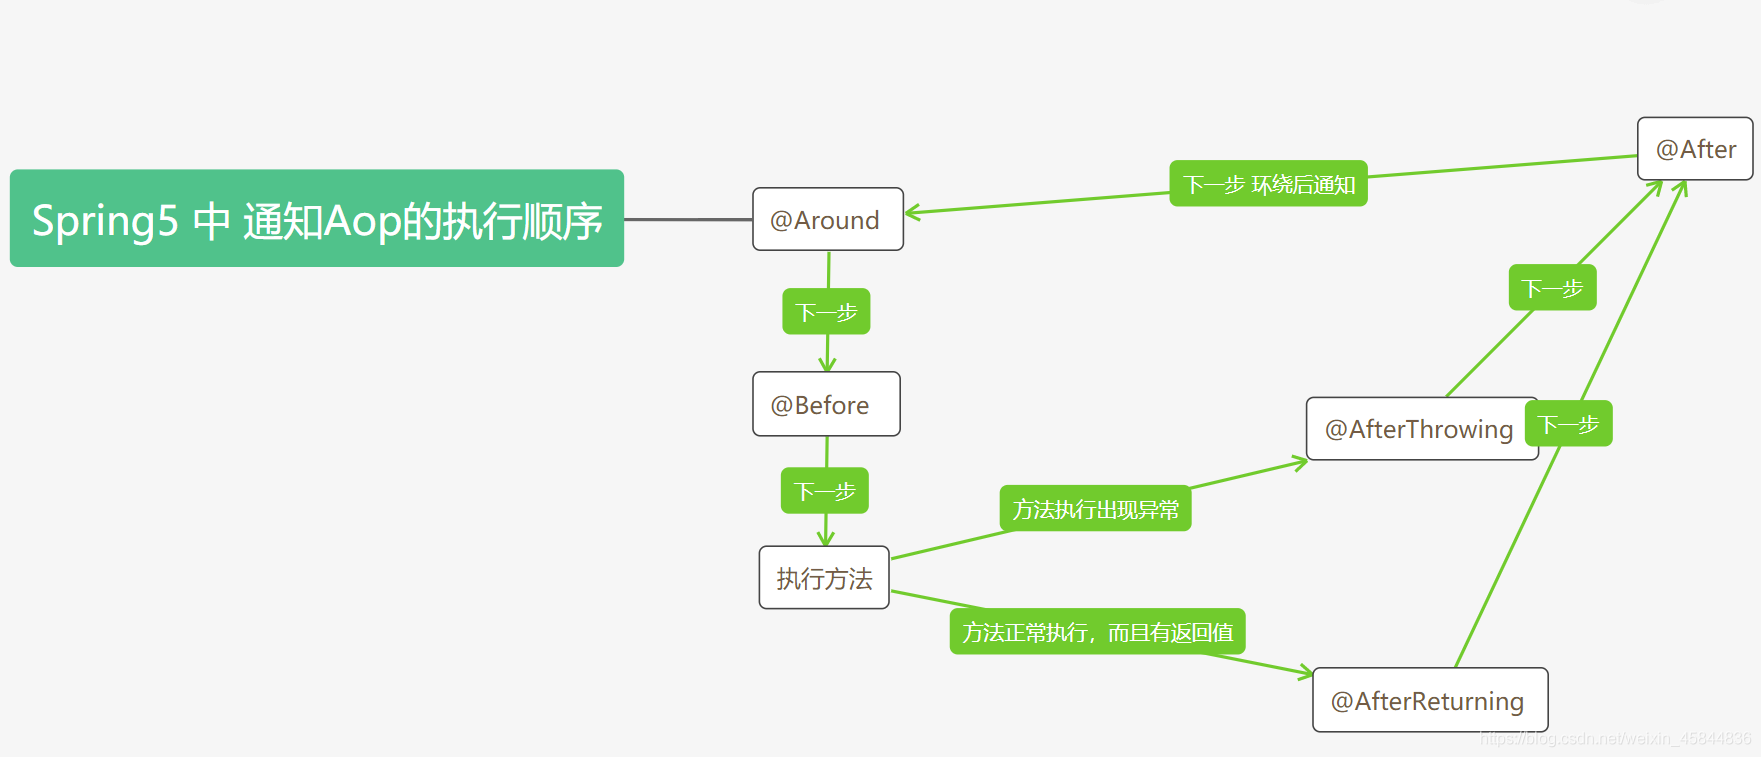 Spring5 中 通知Aop的执行顺序
@Around
下一步
@Before
下一步
执行方法
方法执行出现异常
方法正常执行，而且有返回值
@AfterThrowing
@AfterReturning
下一步
下一步
@After
下一步 环绕后通知
https://blog.csdn.net/weixin_45844836